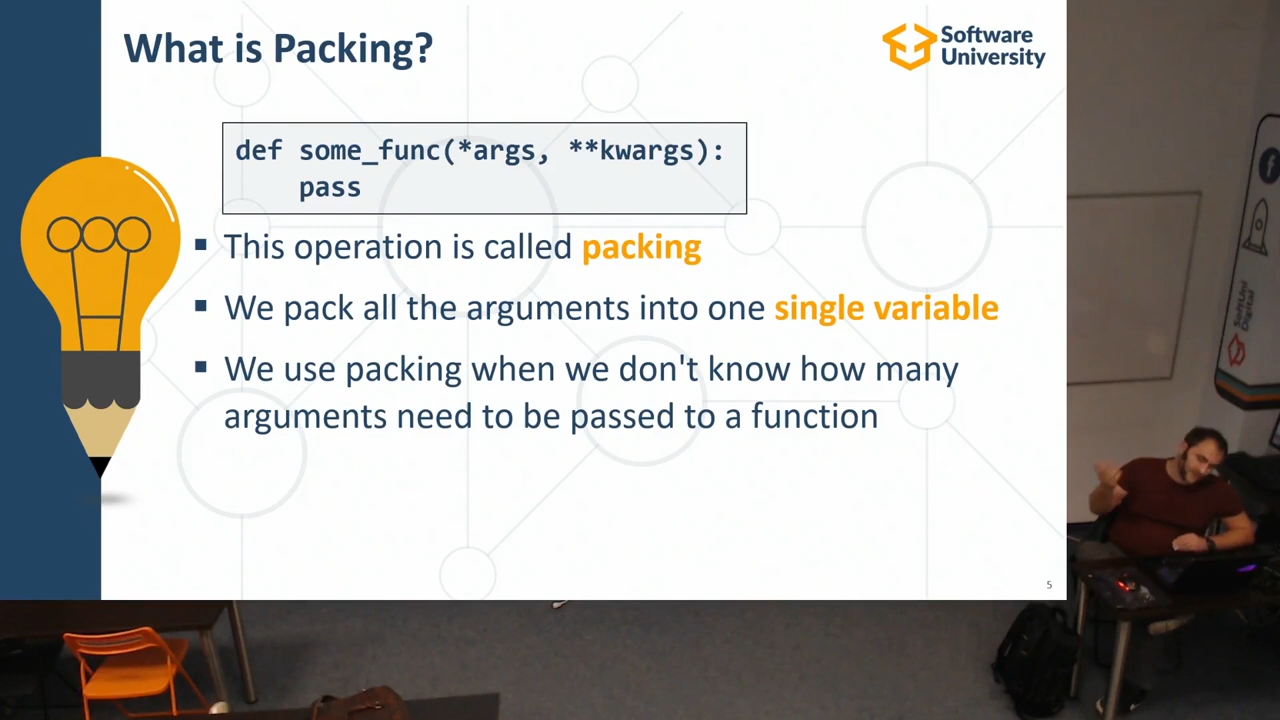 What is Packing?
Software
University
def some_func(*args, **kwargs):
    pass
▪ This operation is called packing
▪ We pack all the arguments into one single variable
▪ We use packing when we don't know how many
arguments need to be passed to a function
5
SoftUni
Digital